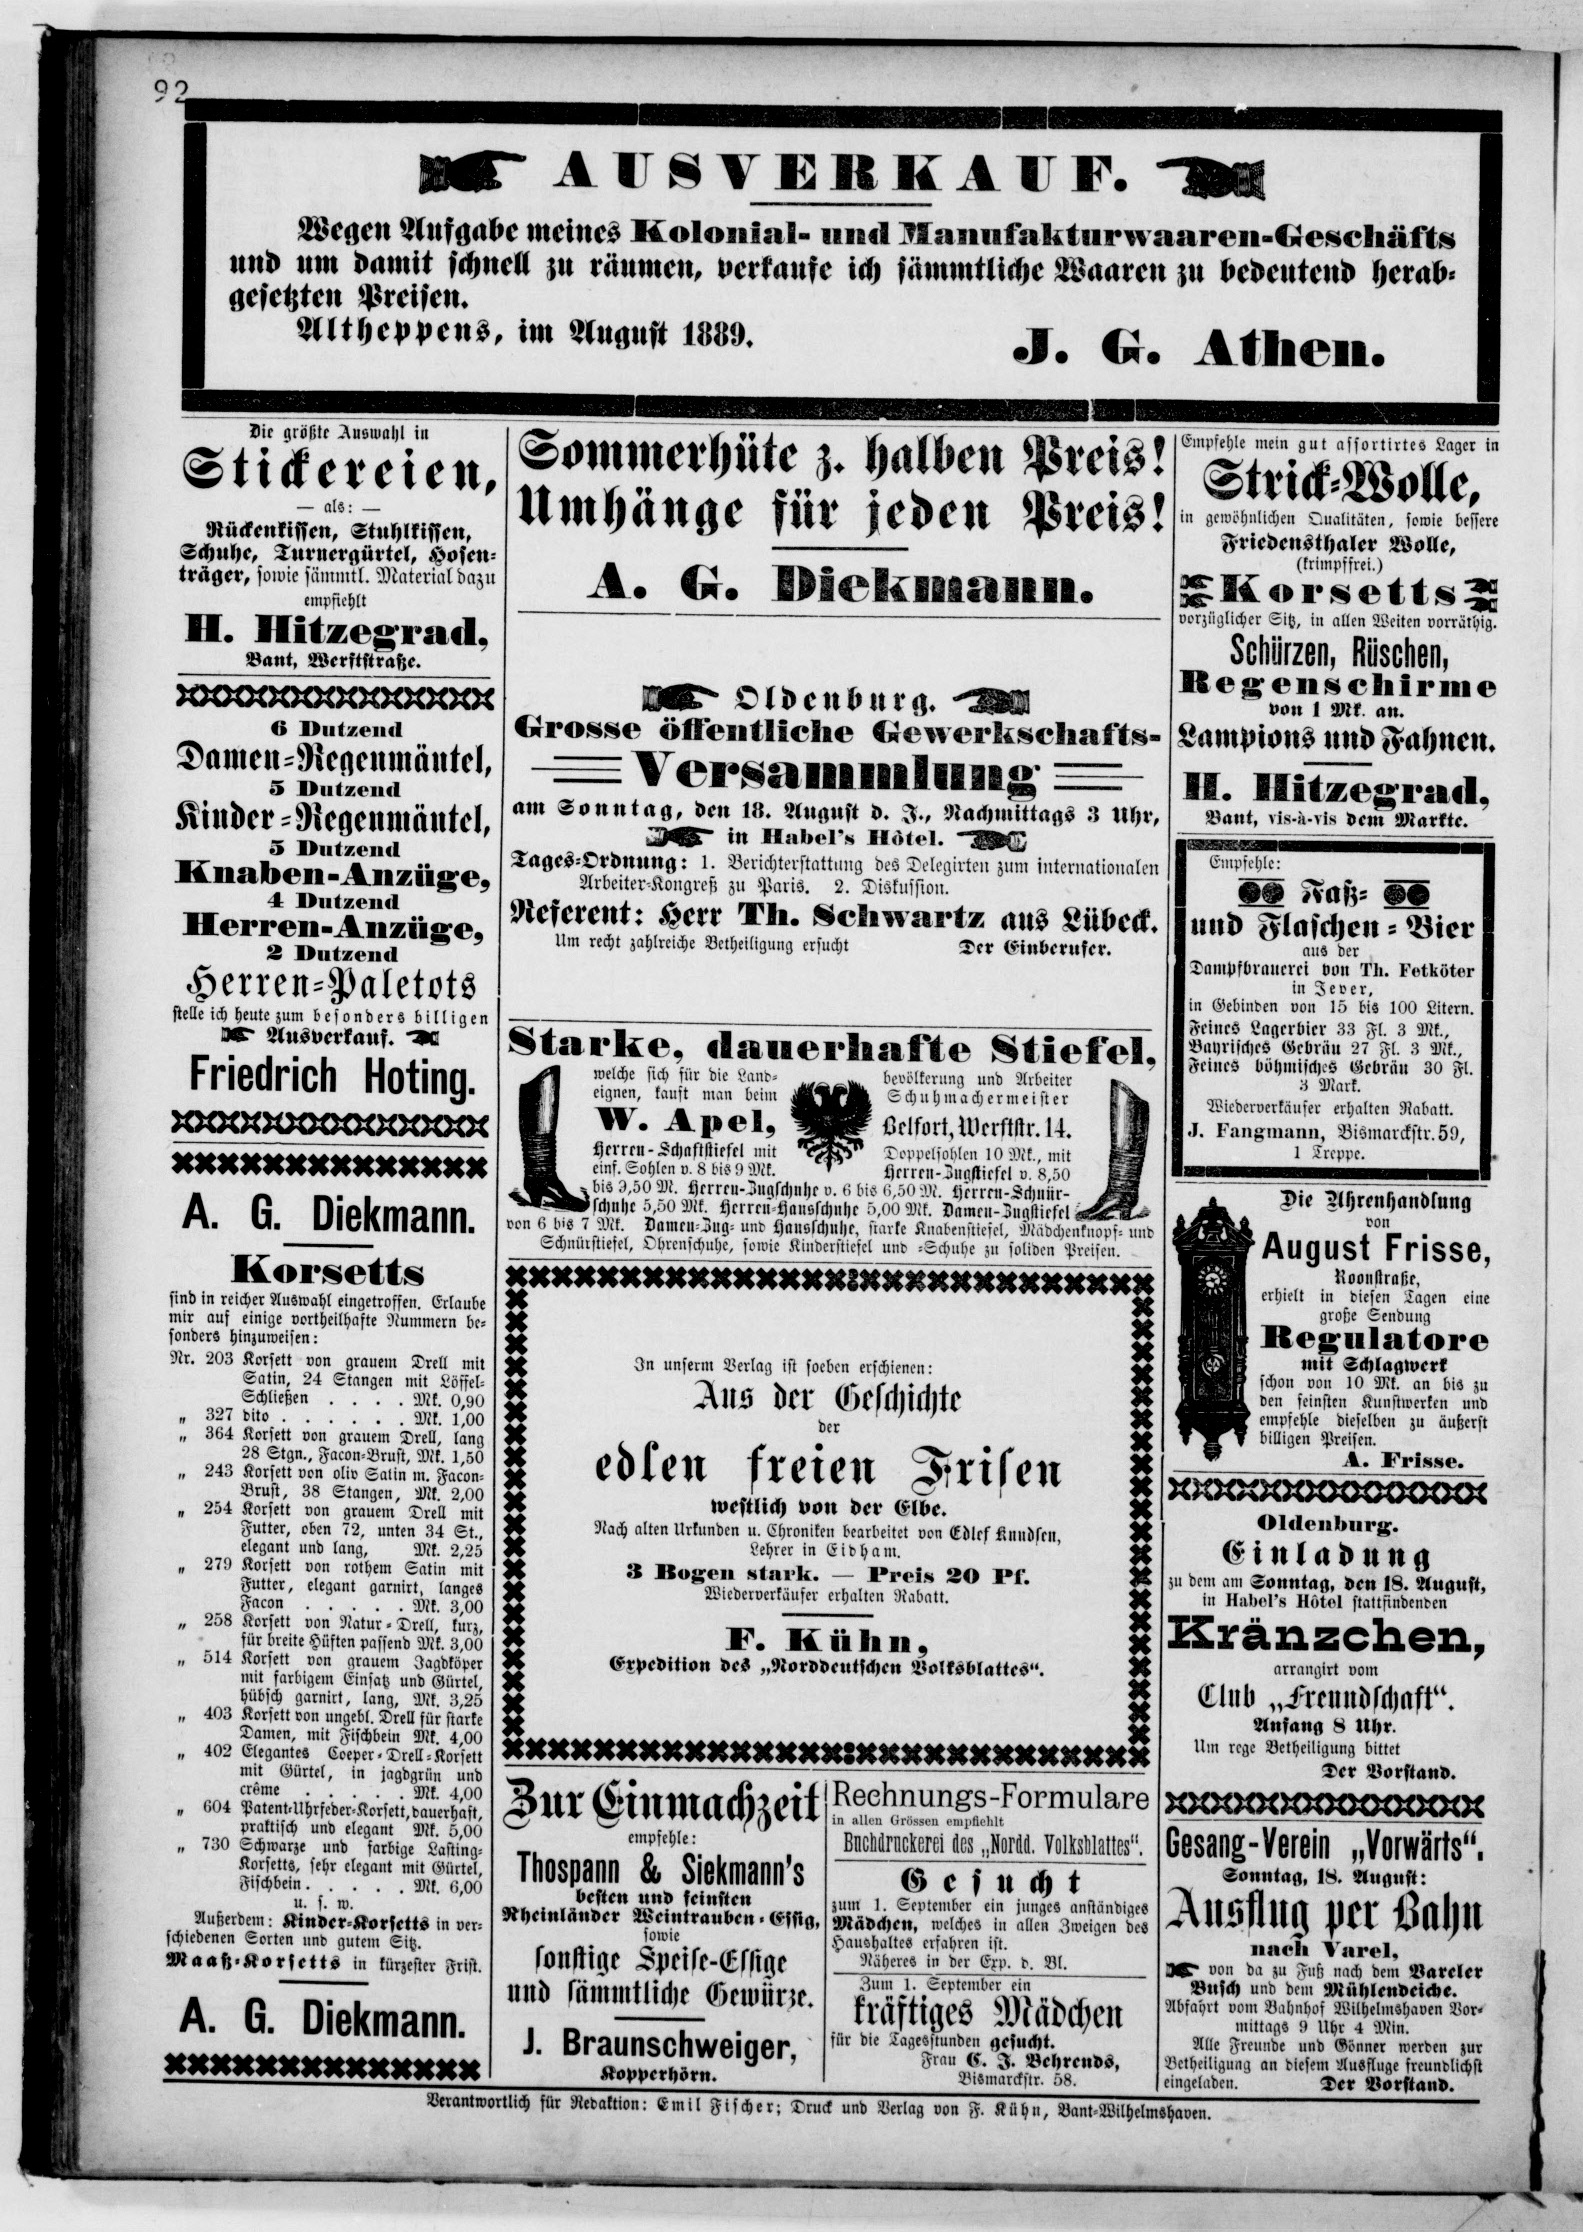 92
AUSVERKAUF.
Wegen Aufgabe meines Kolonial- und Manufakturwaaren-Geschäfts
und um damit schnell zu räumen, verkaufe ich sämmtliche Waaren zu bedeutend herab-
gesetzten Preisen.
Altheppens, im August 1889.
J. G. Athen.
Die größte Auswahl in
Stickereien,
— als: —
Rückenkissen, Stuhlkissen,
Schuhe, Turnergürtel, Hosen-
träger, sowie sämmtl. Material dazu
empfiehlt
H. Hitzegrad,
Bant, Werftstraße.
6 Dutzend
Damen-Regenmäntel,
5 Dutzend
Kinder-Regenmäntel,
5 Dutzend
Knaben-Anzüge,
4 Dutzend
Herren-Anzüge,
2 Dutzend
Herren-Paletots
stelle ich heute zum besonders billigen
Ausverkauf.
Friedrich Hoting.
A. G. Diekmann.
Korsetts
sind in reicher Auswahl eingetroffen. Erlaube
mir auf einige vortheilhafte Nummern be-
sonders hinzuweisen:
Nr. 203 Korsett von grauem Drell mit
Satin, 24 Stangen mit Löffel-
Schließen . . . . Mk. 0,90
„ 327 dito . . . . . . Mk. 1,00
„ 364 Korsett von grauem Drell, lang
28 Stgn., Facon-Brust, Mk. 1,50
„ 243 Korsett von oliv Satin m. Facon-
Brust, 38 Stangen, Mk. 2,00
„ 254 Korsett von grauem Drell mit
Futter, oben 72, unten 34 St.,
elegant und lang, Mk. 2,25
„ 279 Korsett von rothem Satin mit
Futter, elegant garnirt, langes
Facon . . . . . Mk. 3,00
„ 258 Korsett von Natur-Drell, kurz,
für breite Hüften passend Mk. 3,00
„ 514 Korsett von grauem Jagdköper
mit farbigem Einsatz und Gürtel,
hübsch garnirt, lang, Mk. 3,25
„ 403 Korsett von ungebl. Drell für starke
Damen, mit Fischbein Mk. 4,00
„ 402 Elegantes Coeper-Drell-Korsett
mit Gürtel, in jagdgrün und
crême . . . . . Mk. 4,00
„ 604 Patent-Uhrfeder-Korsett, dauerhaft,
praktisch und elegant Mk. 5,00
„ 730 Schwarze und farbige Lasting-
Korsetts, sehr elegant mit Gürtel,
Fischbein . . . . . Mk. 6,00
u. s. w.
Außerdem: Kinder-Korsetts in ver-
schiedenen Sorten und gutem Sitz.
Maaß-Korsetts in kürzester Frist.
A. G. Diekmann.
Sommerhüte z. halben Preis!
Umhänge für jeden Preis!
A. G. Diekmann.
Oldenburg.
Grosse öffentliche Gewerkschafts-
Versammlung
am Sonntag, den 18. August d. J., Nachmittags 3 Uhr,
in Habel's Hôtel.
Tages-Ordnung: 1. Berichterstattung des Delegirten zum internationalen
Arbeiter-Kongreß zu Paris. 2. Diskussion.
Referent: Herr Th. Schwartz aus Lübeck.
Um recht zahlreiche Betheiligung ersucht Der Einberufer.
Starke, dauerhafte Stiefel,
welche sich für die Land- bevölkerung und Arbeiter
eignen, kauft man beim Schuhmachermeister
W. Apel, Belfort, Werftstr. 14.
Herren-Schaftstiefel mit Doppelsohlen 10 Mk., mit
einf. Sohlen v. 8 bis 9 Mk. Herren-Zugstiefel v. 8,50
bis 9,50 M. Herren-Zugschuhe v. 6 bis 6,50 M. Herren-Schnür-
schuhe 5,50 Mk. Herren-Hausschuhe 5,00 Mk. Damen-Zugstiefel
von 6 bis 7 Mk. Damen-Zug- und Hausschuhe, starke Knabenstiefel, Mädchenknopf- und
Schnürstiefel, Ohrenschuhe, sowie Kinderstiefel und -Schuhe zu soliden Preisen.
In unserm Verlag ist soeben erschienen:
Aus der Geschichte
der
edlen freien Frisen
westlich von der Elbe.
Nach alten Urkunden u. Chroniken bearbeitet von Edlef Knudsen,
Lehrer in Eidham.
3 Bogen stark. — Preis 20 Pf.
Wiederverkäufer erhalten Rabatt.
F. Kühn,
Expedition des „Norddeutschen Volksblattes“.
Zur Einmachzeit
empfehle:
Thospann & Siekmann's
besten und feinsten
Rheinländer Weintrauben-Essig,
sowie
sonstige Speise-Essige
und sämmtliche Gewürze.
J. Braunschweiger,
Kopperhörn.
Rechnungs-Formulare
in allen Grössen empfiehlt
Buchdruckerei des „Nordd. Volksblattes“.
Gesucht
zum 1. September ein junges anständiges
Mädchen, welches in allen Zweigen des
Haushaltes erfahren ist.
Näheres in der Exp. d. Bl.
Zum 1. September ein
kräftiges Mädchen
für die Tagesstunden gesucht.
Frau C. J. Behrends,
Bismarckstr. 58.
Empfehle mein gut assortirtes Lager in
Strick-Wolle,
in gewöhnlichen Qualitäten, sowie bessere
Friedensthaler Wolle,
(krimpffrei.)
Korsetts
vorzüglicher Sitz, in allen Weiten vorräthig.
Schürzen, Rüschen,
Regenschirme
von 1 Mk. an.
Lampions und Fahnen.
H. Hitzegrad,
Bant, vis-à-vis dem Markte.
Empfehle:
Faß-
und Flaschen-Bier
aus der
Dampfbrauerei von Th. Fetköter
in Jever,
in Gebinden von 15 bis 100 Litern.
Feines Lagerbier 33 Fl. 3 Mk.,
Bayrisches Gebräu 27 Fl. 3 Mk.,
Feines böhmisches Gebräu 30 Fl.
3 Mark.
Wiederverkäufer erhalten Rabatt.
J. Fangmann, Bismarckstr. 59,
1 Treppe.
Die Uhrenhandlung
von
August Frisse,
Roonstraße,
erhielt in diesen Tagen eine
große Sendung
Regulatore
mit Schlagwerk
schon von 10 Mk. an bis zu
den feinsten Kunstwerken und
empfehle dieselben zu äußerst
billigen Preisen.
A. Frisse.
Oldenburg.
Einladung
zu dem am Sonntag, den 18. August,
in Habel's Hôtel stattfindenden
Kränzchen,
arrangirt vom
Club „Freundschaft“.
Anfang 8 Uhr.
Um rege Betheiligung bittet
Der Vorstand.
Gesang-Verein „Vorwärts“.
Sonntag, 18. August:
Ausflug per Bahn
nach Varel,
von da zu Fuß nach dem Vareler
Busch und dem Mühlendeiche.
Abfahrt vom Bahnhof Wilhelmshaven Vor-
mittags 9 Uhr 4 Min.
Alle Freunde und Gönner werden zur
Betheiligung an diesem Ausfluge freundlichst
eingeladen. Der Vorstand.
Verantwortlich für Redaktion: Emil Fischer; Druck und Verlag von F. Kühn, Bant-Wilhelmshaven.